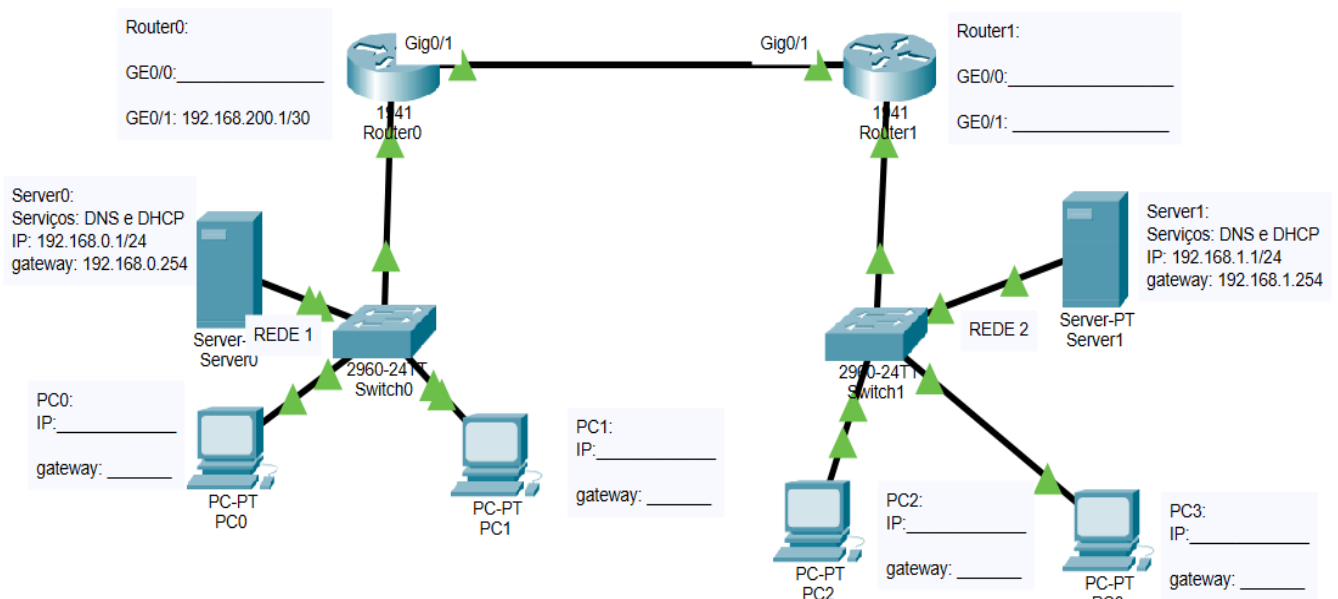 Router0:
GE0/0:________________
GE0/1: 192.168.200.1/30
Gig0/1
1941
Router0
Gig0/1
1941
Router1
Router1:
GE0/0:__________________
GE0/1: _________________
Server0:
Serviços: DNS e DHCP
IP: 192.168.0.1/24
gateway: 192.168.0.254
Server-
Server0
REDE 1
2960-24TT
Switch0
PC0:
IP:_____________
gateway: _______
PC-PT
PC0
PC-PT
PC1
PC1:
IP:_____________
gateway: _______
Server1:
Serviços: DNS e DHCP
IP: 192.168.1.1/24
gateway: 192.168.1.254
Server-PT
Server1
REDE 2
2960-24TT
Switch1
PC-PT
PC2
PC2:
IP:_____________
gateway: _______
PC-PT
PC3:
IP:_____________
gateway: _______